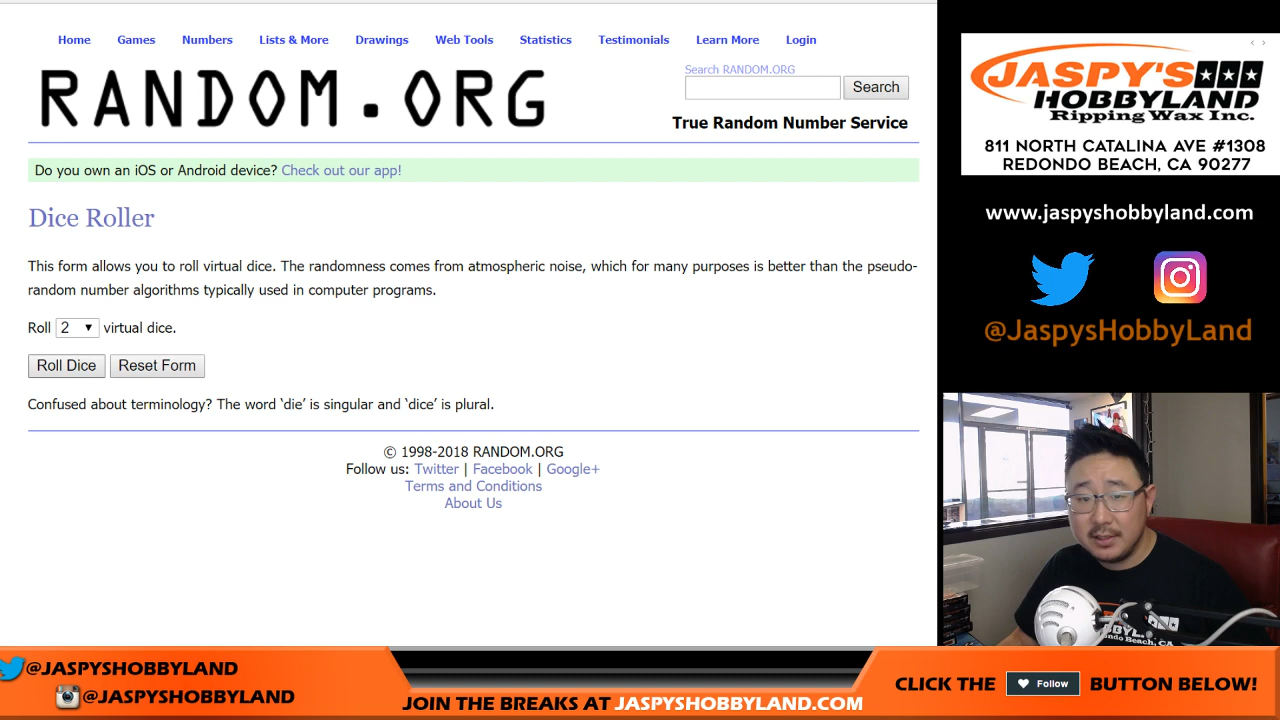 Home Games Numbers Lists & More Drawings Web Tools Statistics Testimonials Learn More Login
RANDOM.ORG
Search RANDOM.ORG
Search
True Random Number Service
Do you own an iOS or Android device? Check out our app!
Dice Roller
This form allows you to roll virtual dice. The randomness comes from atmospheric noise, which for many purposes is better than the pseudo-
random number algorithms typically used in computer programs.
Roll 2 virtual dice.
Roll Dice Reset Form
Confused about terminology? The word ‘die’ is singular and ‘dice’ is plural.
© 1998-2018 RANDOM.ORG
Follow us: Twitter | Facebook | Google+
Terms and Conditions
About Us
JASPY'S
HOBBYLAND
Ripping Wax Inc.
811 NORTH CATALINA AVE #1308
REDONDO BEACH, CA 90277
www.jaspyshobbyland.com
@JaspysHobbyLand
@JASPYSHOBBYLAND
@JASPYSHOBBYLAND
JOIN THE BREAKS AT JASPYSHOBBYLAND.COM
CLICK THE Follow BUTTON BELOW!